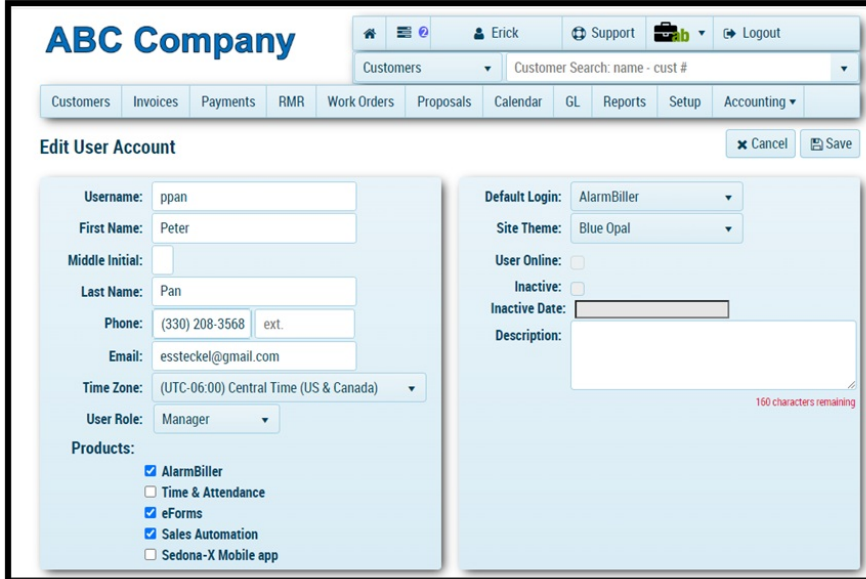 ABC Company
2 Erick Support ab Logout
Customers Customer Search: name - cust #
Customers Invoices Payments RMR Work Orders Proposals Calendar GL Reports Setup Accounting
Edit User Account Cancel Save
Username: ppan
First Name: Peter
Middle Initial:
Last Name: Pan
Phone: (330) 208-3568 ext.
Email: essteckel@gmail.com
Time Zone: (UTC-06:00) Central Time (US & Canada)
User Role: Manager
Products:
AlarmBiller
Time & Attendance
eForms
Sales Automation
Sedona-X Mobile app
Default Login: AlarmBiller
Site Theme: Blue Opal
User Online:
Inactive:
Inactive Date:
Description:
160 characters remaining